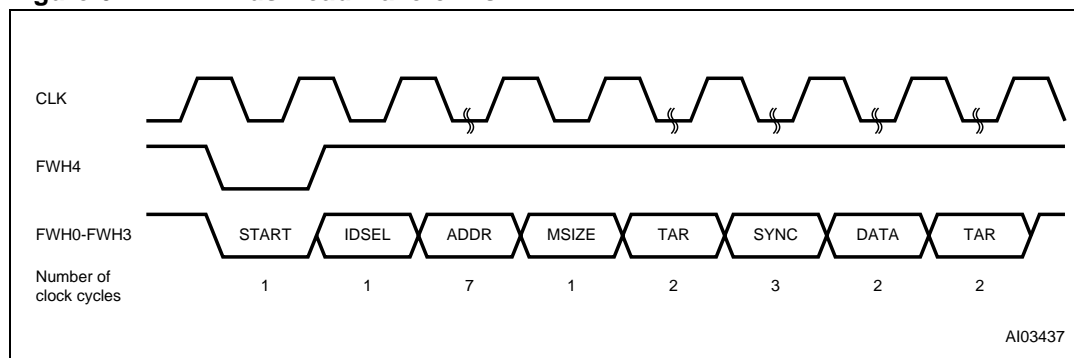 CLK
FWH4
FWH0-FWH3 START IDSEL ADDR MSIZE TAR SYNC DATA TAR
Number of
clock cycles 1 1 7 1 2 3 2 2
AI03437